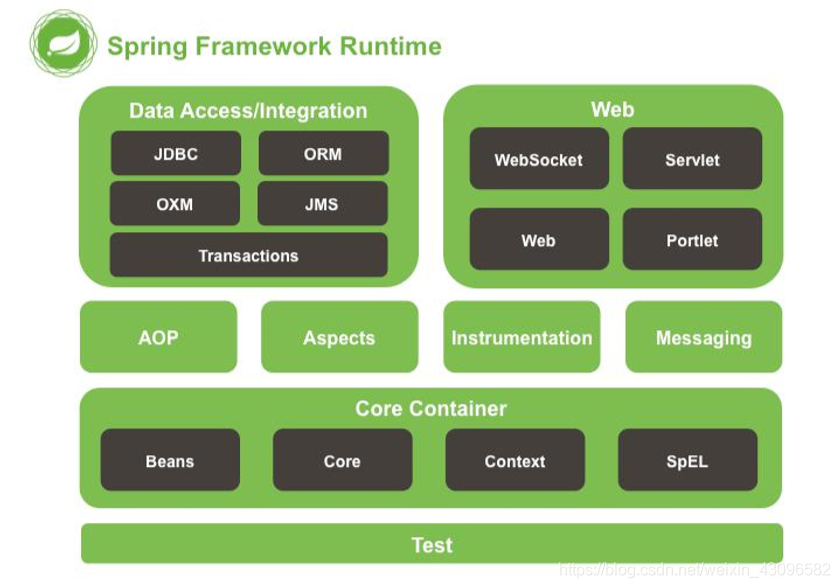 Spring Framework Runtime
Data Access/Integration
Web
JDBC
ORM
WebSocket
Servlet
OXM
JMS
Web
Portlet
Transactions
AOP
Aspects
Instrumentation
Messaging
Core Container
Beans
Core
Context
SpEL
Test
https://blog.csdn.net/weixin_43096582